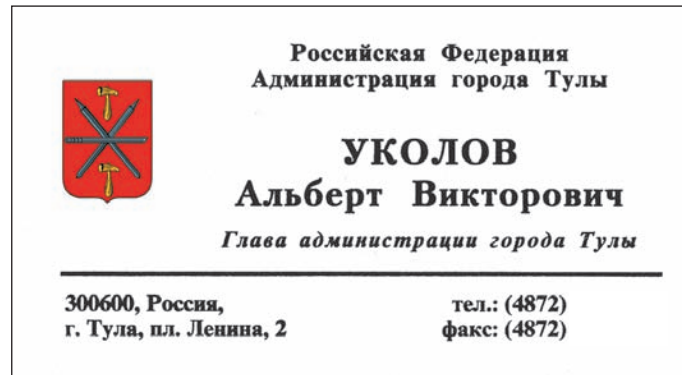 Российская Федерация
Администрация города Тулы
УКОЛОВ
Альберт Викторович
Глава администрации города Тулы
300600, Россия,
г. Тула, пл. Ленина, 2
тел.: (4872)
факс: (4872)